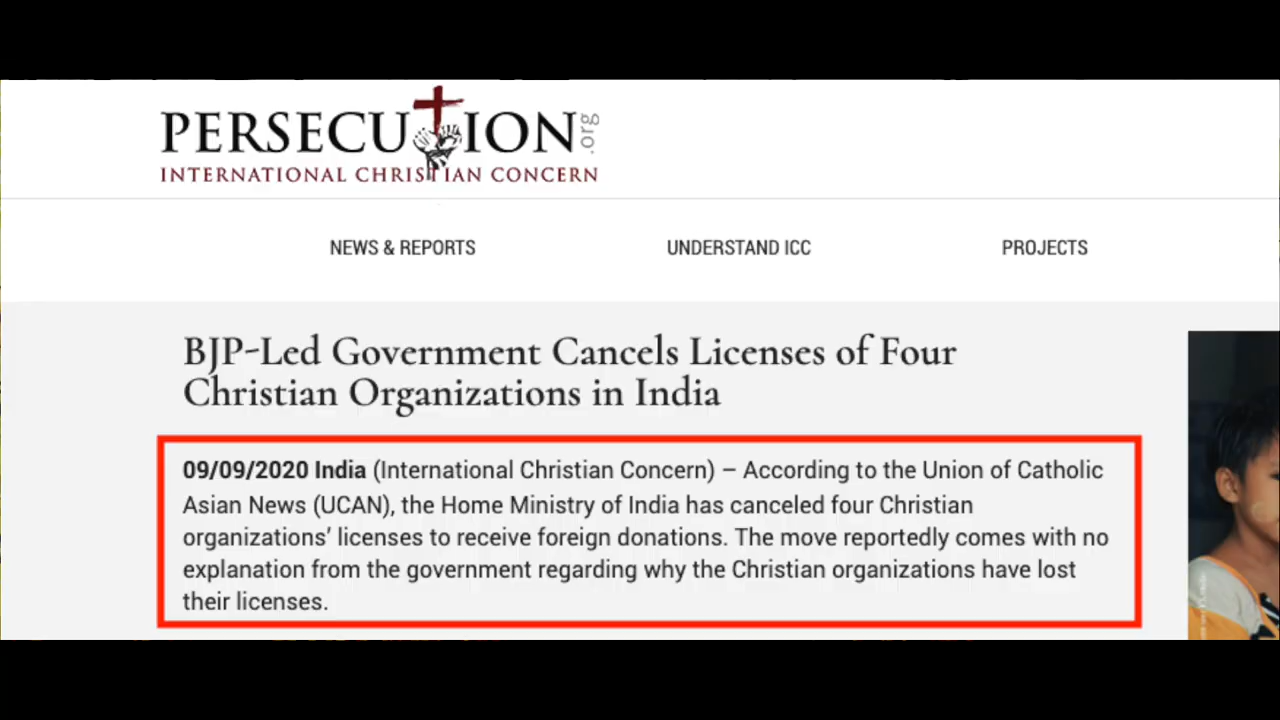 PERSECUTION.org
INTERNATIONAL CHRISTIAN CONCERN
NEWS & REPORTS UNDERSTAND ICC PROJECTS
BJP-Led Government Cancels Licenses of Four
Christian Organizations in India
09/09/2020 India (International Christian Concern) – According to the Union of Catholic
Asian News (UCAN), the Home Ministry of India has canceled four Christian
organizations’ licenses to receive foreign donations. The move reportedly comes with no
explanation from the government regarding why the Christian organizations have lost
their licenses.